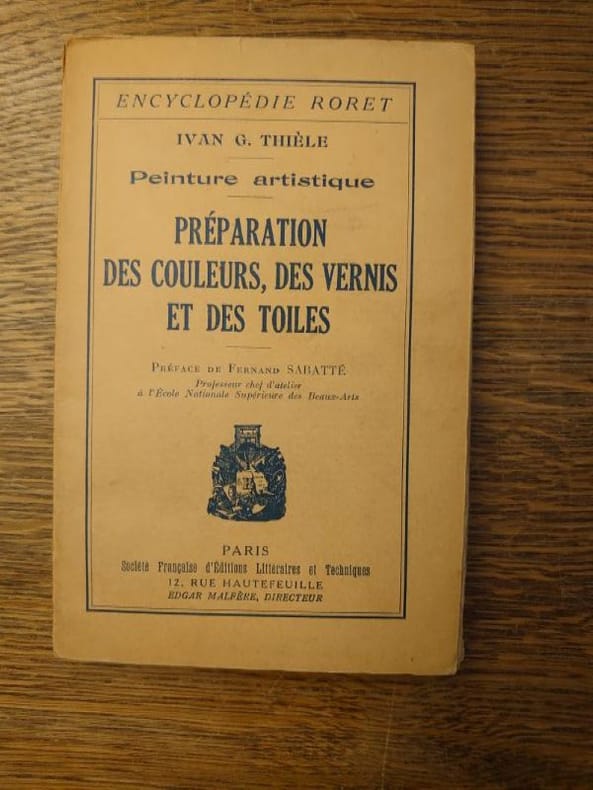 ENCYCLOPÉDIE RORET
IVAN G. THIÈLE
Peinture artistique
PRÉPARATION
DES COULEURS, DES VERNIS
ET DES TOILES
PRÉFACE DE FERNAND SABATTÉ
Professeur chef d'atelier
à l'École Nationale Supérieure des Beaux-Arts
PARIS
Société Française d'Éditions Littéraires et Techniques
12, RUE HAUTEFEUILLE
EDGAR MALFÈRE, DIRECTEUR